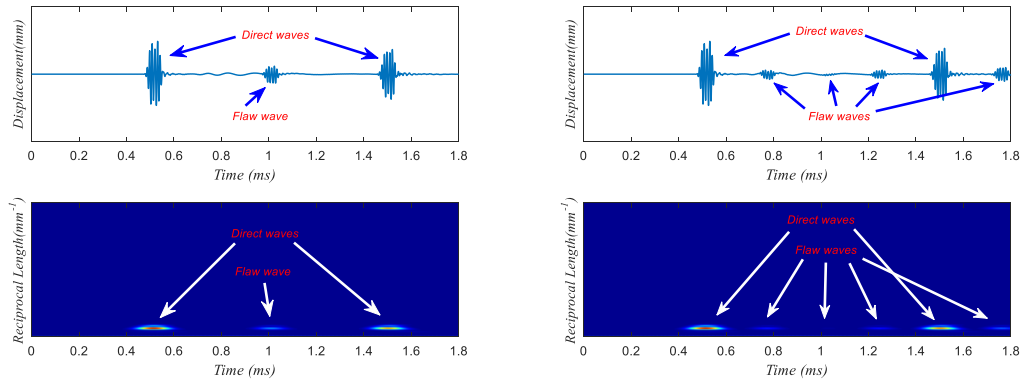 Displacement(mm)
Direct waves
Flaw wave
0 0.2 0.4 0.6 0.8 1 1.2 1.4 1.6 1.8
Time (ms)
Displacement(mm)
Direct waves
Flaw waves
0 0.2 0.4 0.6 0.8 1 1.2 1.4 1.6 1.8
Time (ms)
Reciprocal Length(mm⁻¹)
Direct waves
Flaw wave
0 0.2 0.4 0.6 0.8 1 1.2 1.4 1.6 1.8
Time (ms)
Reciprocal Length(mm⁻¹)
Direct waves
Flaw waves
0 0.2 0.4 0.6 0.8 1 1.2 1.4 1.6 1.8
Time (ms)